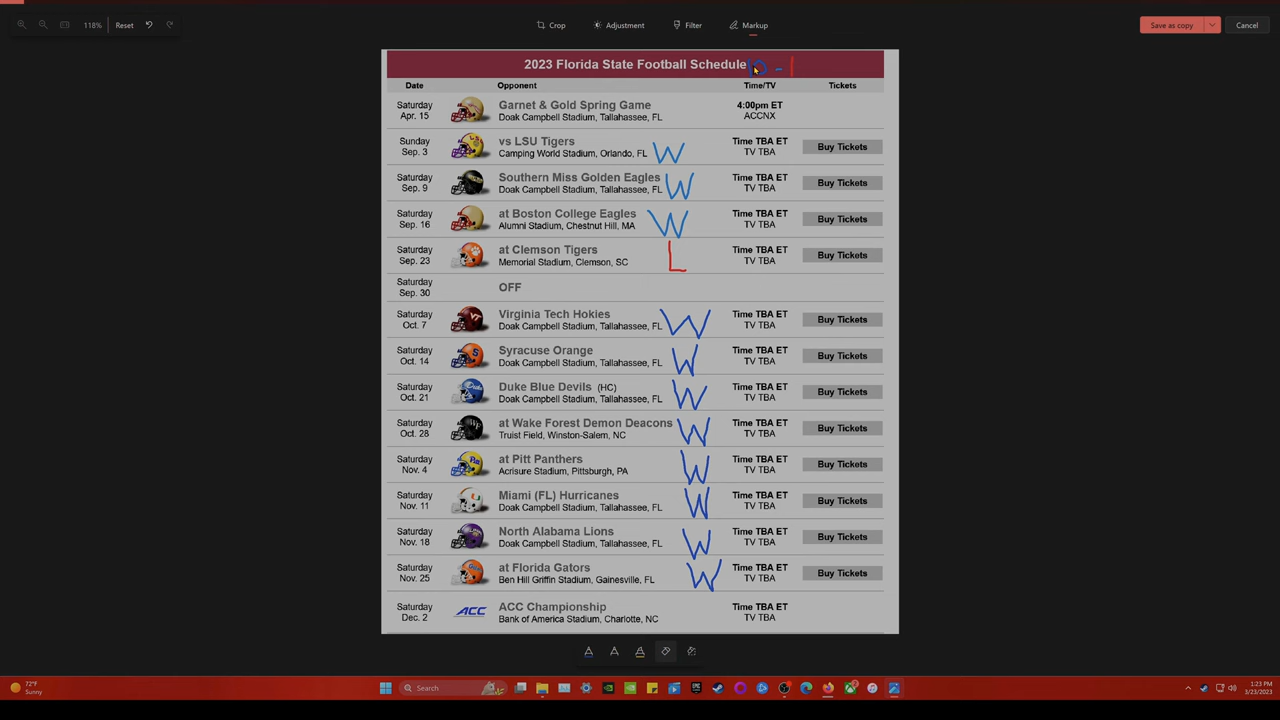 118% Reset Crop Adjustment Filter Markup Save as copy Cancel
2023 Florida State Football Schedule 10 - 1
Date Opponent Time/TV Tickets
Saturday Garnet & Gold Spring Game 4:00pm ET
Apr. 15 Doak Campbell Stadium, Tallahassee, FL ACCNX
Sunday vs LSU Tigers Time TBA ET Buy Tickets
Sep. 3 Camping World Stadium, Orlando, FL W TV TBA
Saturday Southern Miss Golden Eagles Time TBA ET Buy Tickets
Sep. 9 Doak Campbell Stadium, Tallahassee, FL W TV TBA
Saturday at Boston College Eagles Time TBA ET Buy Tickets
Sep. 16 Alumni Stadium, Chestnut Hill, MA W TV TBA
Saturday at Clemson Tigers Time TBA ET Buy Tickets
Sep. 23 Memorial Stadium, Clemson, SC L TV TBA
Saturday OFF
Sep. 30
Saturday Virginia Tech Hokies Time TBA ET Buy Tickets
Oct. 7 Doak Campbell Stadium, Tallahassee, FL W TV TBA
Saturday Syracuse Orange Time TBA ET Buy Tickets
Oct. 14 Doak Campbell Stadium, Tallahassee, FL W TV TBA
Saturday Duke Blue Devils (HC) Time TBA ET Buy Tickets
Oct. 21 Doak Campbell Stadium, Tallahassee, FL W TV TBA
Saturday at Wake Forest Demon Deacons Time TBA ET Buy Tickets
Oct. 28 Truist Field, Winston-Salem, NC W TV TBA
Saturday at Pitt Panthers Time TBA ET Buy Tickets
Nov. 4 Acrisure Stadium, Pittsburgh, PA W TV TBA
Saturday Miami (FL) Hurricanes Time TBA ET Buy Tickets
Nov. 11 Doak Campbell Stadium, Tallahassee, FL W TV TBA
Saturday North Alabama Lions Time TBA ET Buy Tickets
Nov. 18 Doak Campbell Stadium, Tallahassee, FL W TV TBA
Saturday at Florida Gators Time TBA ET Buy Tickets
Nov. 25 Ben Hill Griffin Stadium, Gainesville, FL W TV TBA
Saturday ACC ACC Championship Time TBA ET
Dec. 2 Bank of America Stadium, Charlotte, NC TV TBA
72°F Search 1:23 PM
Sunny 3/23/2023